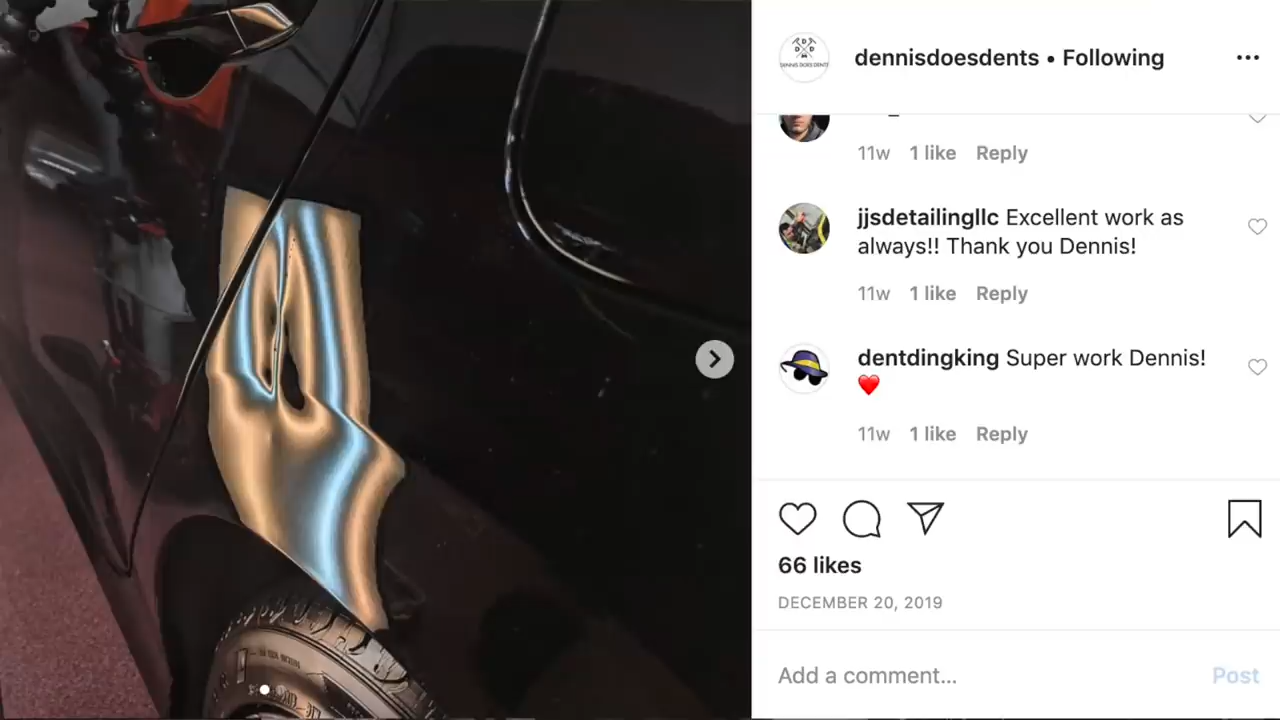 dennisdoesdents • Following
11w 1 like Reply
jjsdetailingllc Excellent work as
always!! Thank you Dennis!
11w 1 like Reply
dentdingking Super work Dennis!
❤️
11w 1 like Reply
66 likes
DECEMBER 20, 2019
Add a comment... Post